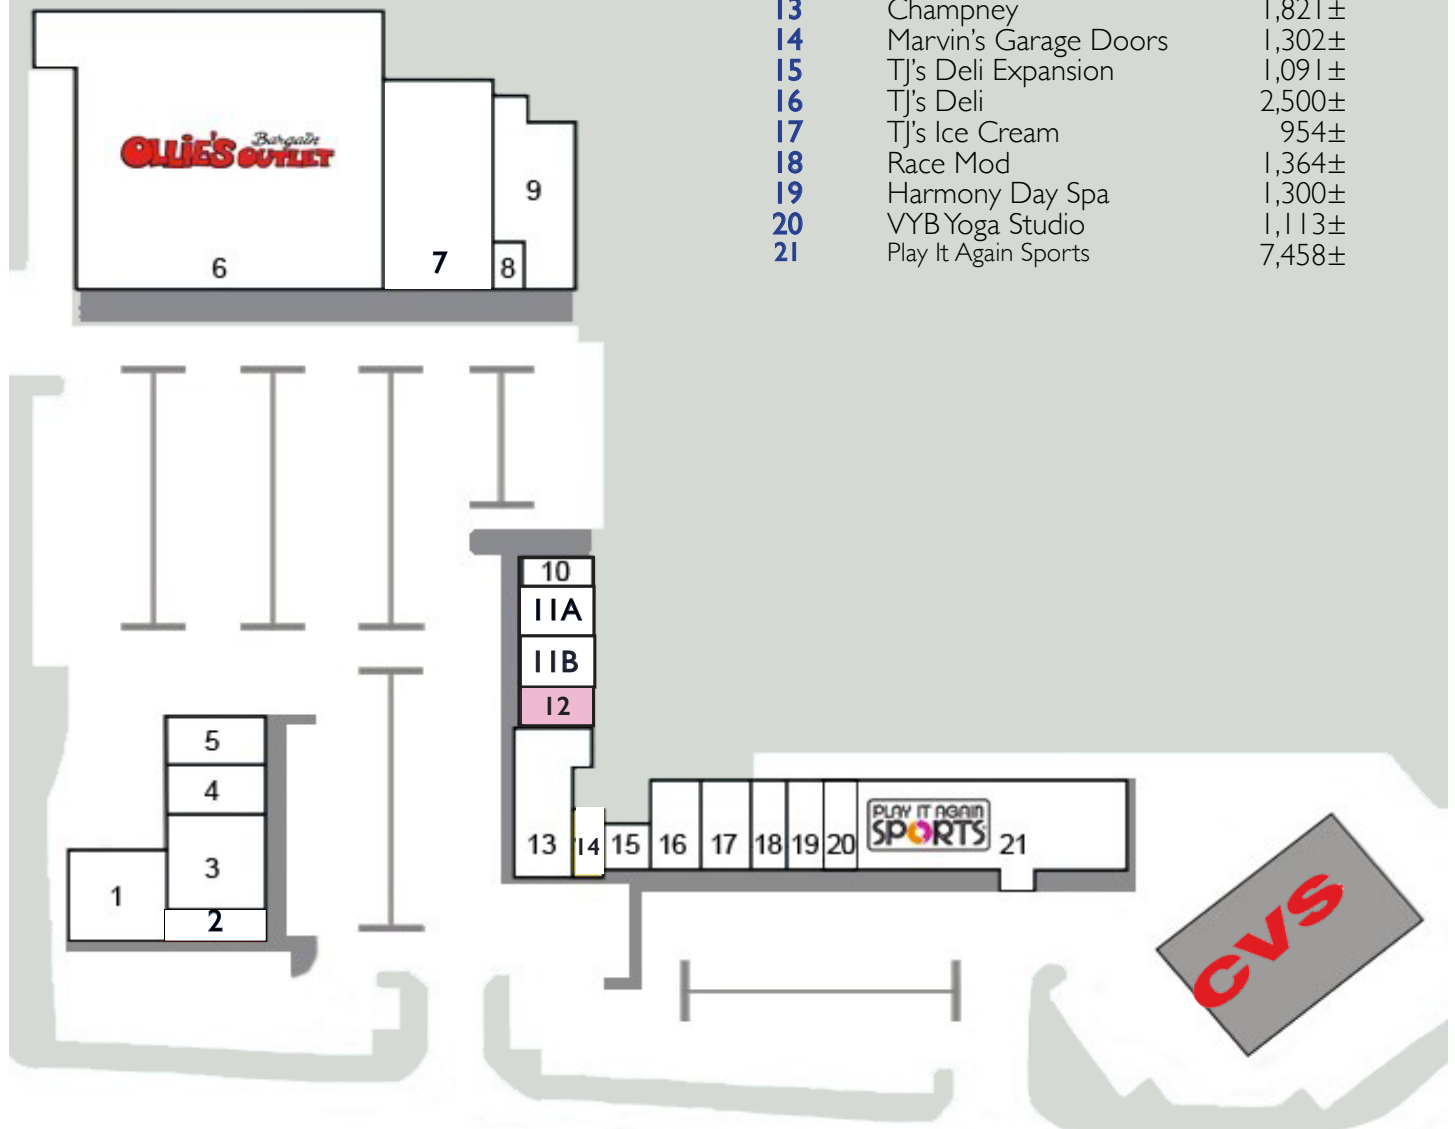 13 Champney 1,821±
14 Marvin's Garage Doors 1,302±
15 TJ's Deli Expansion 1,091±
16 TJ's Deli 2,500±
17 TJ's Ice Cream 954±
18 Race Mod 1,364±
19 Harmony Day Spa 1,300±
20 VYB Yoga Studio 1,113±
21 Play It Again Sports 7,458±
OLLIE'S Bargain OUTLET
9
6
7
8
10
11A
11B
12
5
4
3
1
2
13
14
15
16
17
18
19
20
PLAY IT AGAIN
SPORTS
21
CVS